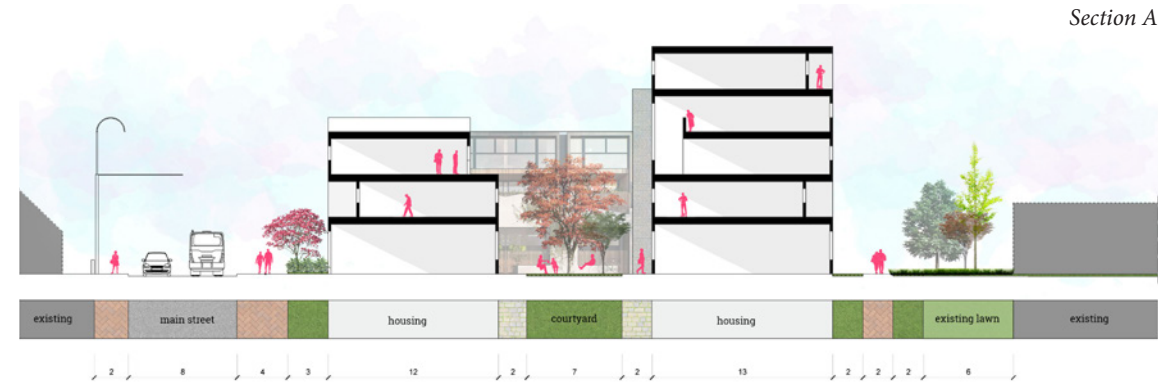 Section A
existing
main street
housing
courtyard
housing
existing lawn
existing
2
8
4
3
12
2
7
2
13
2
2
2
6